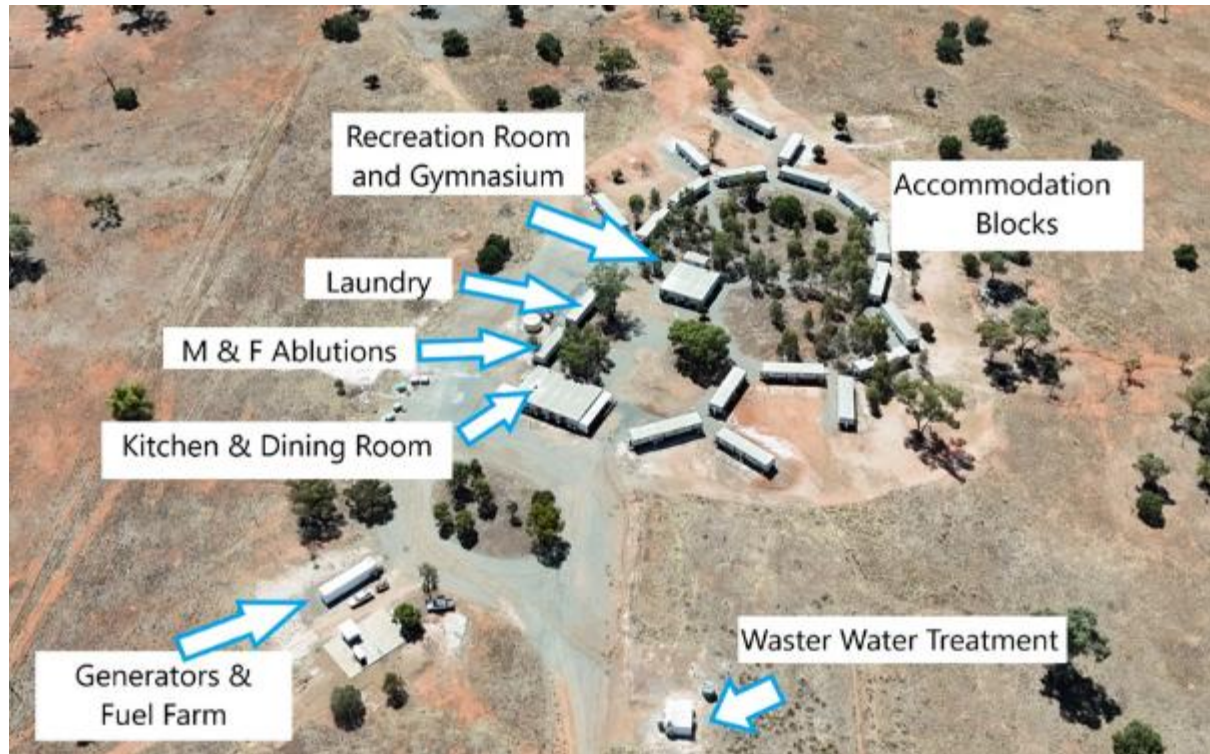 Recreation Room
and Gymnasium
Accommodation
Blocks
Laundry
M & F Ablutions
Kitchen & Dining Room
Generators &
Fuel Farm
Waster Water Treatment